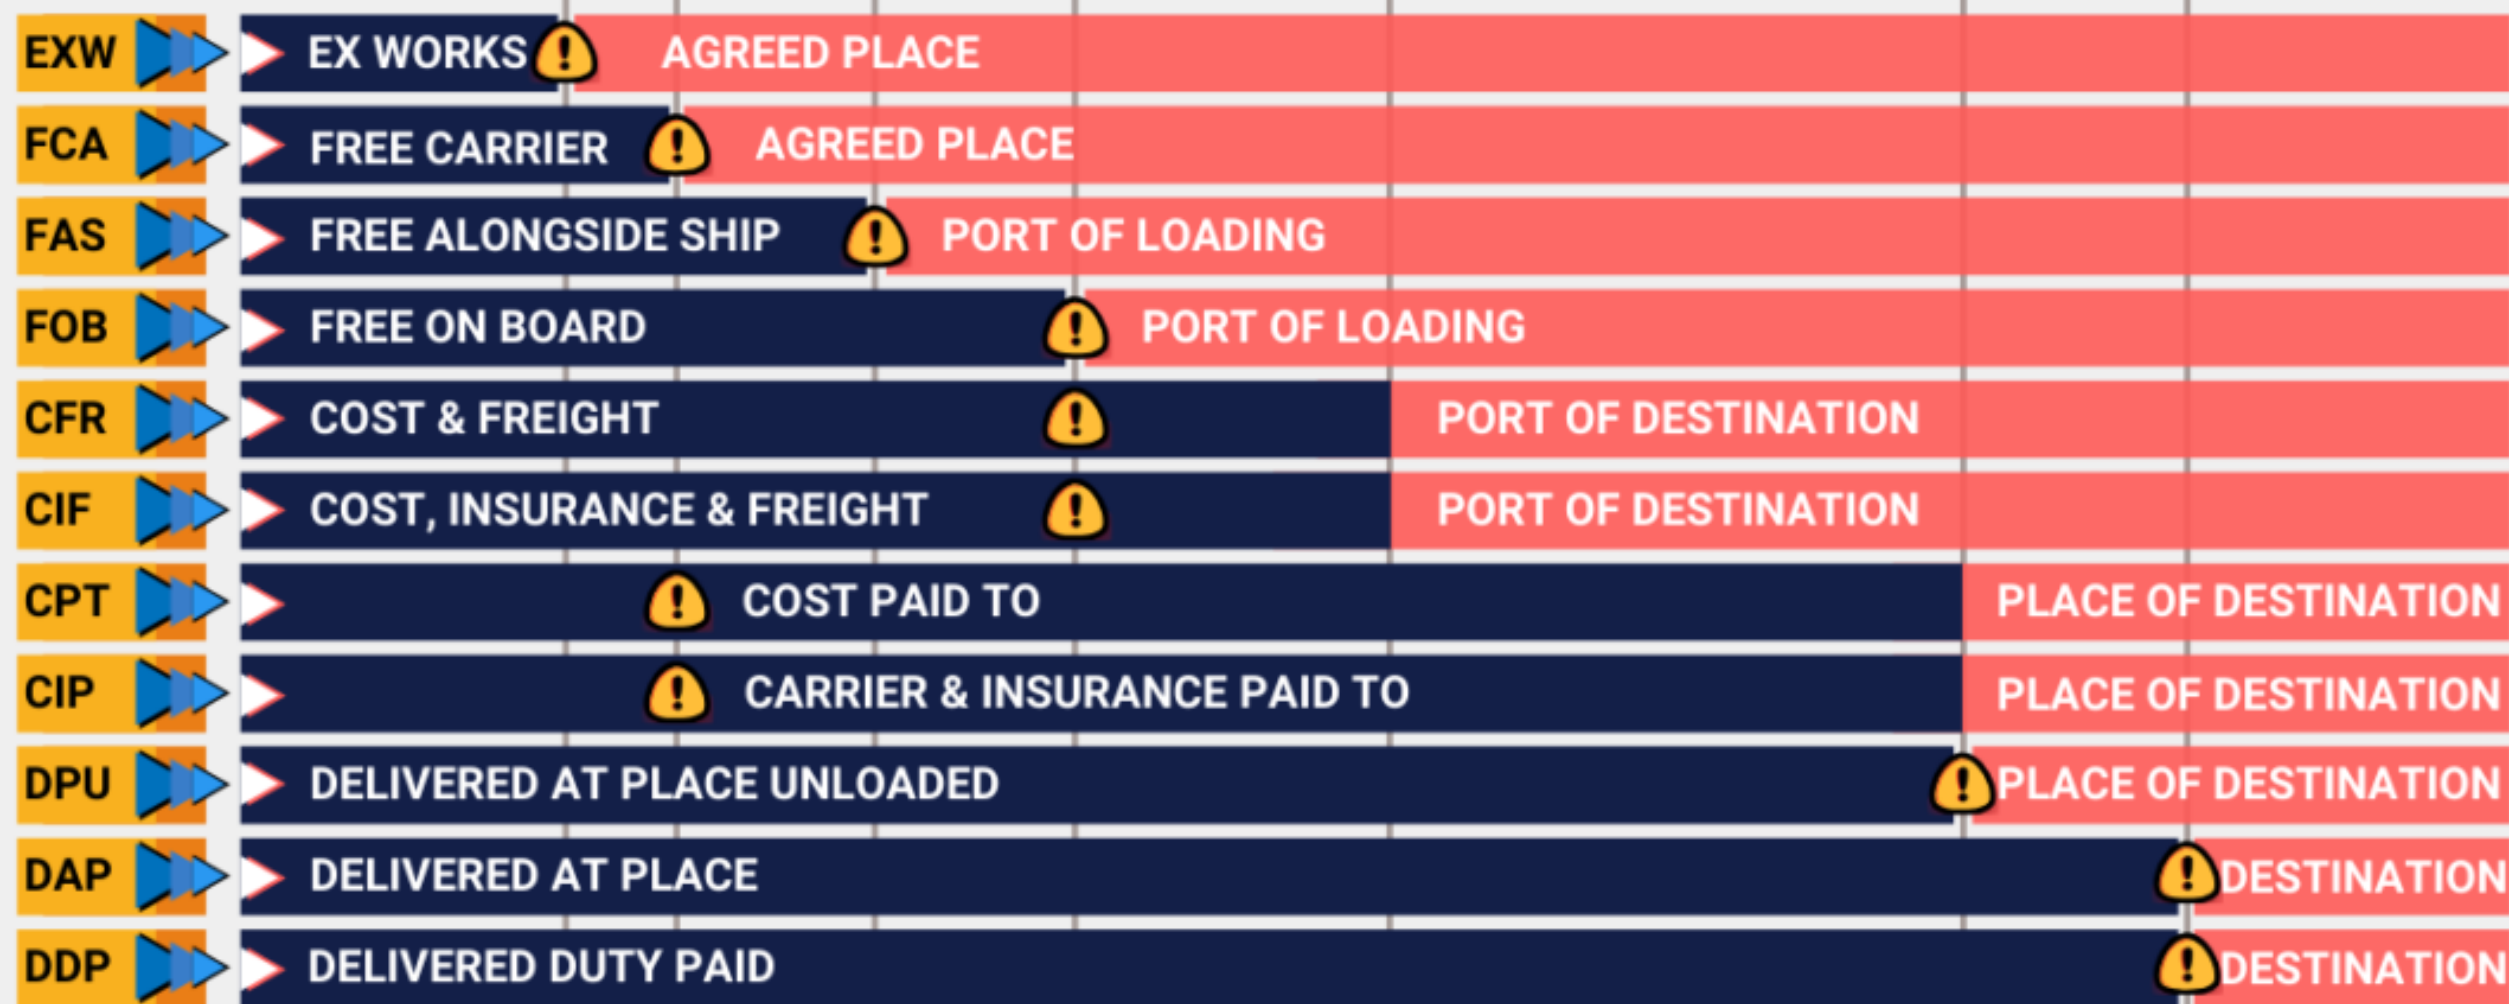 EXW EX WORKS ! AGREED PLACE
FCA FREE CARRIER ! AGREED PLACE
FAS FREE ALONGSIDE SHIP ! PORT OF LOADING
FOB FREE ON BOARD ! PORT OF LOADING
CFR COST & FREIGHT ! PORT OF DESTINATION
CIF COST, INSURANCE & FREIGHT ! PORT OF DESTINATION
CPT ! COST PAID TO PLACE OF DESTINATION
CIP ! CARRIER & INSURANCE PAID TO PLACE OF DESTINATION
DPU DELIVERED AT PLACE UNLOADED ! PLACE OF DESTINATION
DAP DELIVERED AT PLACE ! DESTINATION
DDP DELIVERED DUTY PAID ! DESTINATION